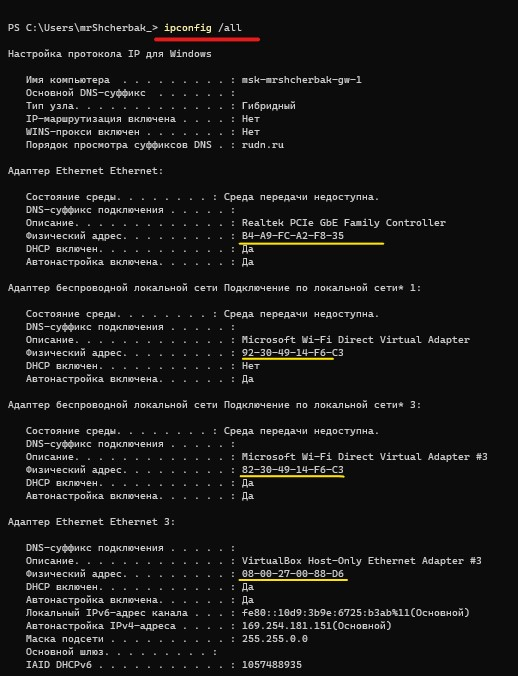 PS C:\Users\mrShcherbak_> ipconfig /all
Настройка протокола IP для Windows
Имя компьютера . . . . . . . . . : msk-mrshcherbak-gw-1
Основной DNS-суффикс . . . . . . :
Тип узла. . . . . . . . . . . . . : Гибридный
IP-маршрутизация включена . . . . : Нет
WINS-прокси включен . . . . . . . : Нет
Порядок просмотра суффиксов DNS . : rudn.ru
Адаптер Ethernet Ethernet:
Состояние среды. . . . . . . . : Среда передачи недоступна.
DNS-суффикс подключения . . . . . :
Описание. . . . . . . . . . . . . : Realtek PCIe GbE Family Controller
Физический адрес. . . . . . . . . : B4-A9-FC-A2-F8-35
DHCP включен. . . . . . . . . . . : Да
Автонастройка включена. . . . . . : Да
Адаптер беспроводной локальной сети Подключение по локальной сети* 1:
Состояние среды. . . . . . . . : Среда передачи недоступна.
DNS-суффикс подключения . . . . . :
Описание. . . . . . . . . . . . . : Microsoft Wi-Fi Direct Virtual Adapter
Физический адрес. . . . . . . . . : 92-30-49-14-F6-C3
DHCP включен. . . . . . . . . . . : Нет
Автонастройка включена. . . . . . : Да
Адаптер беспроводной локальной сети Подключение по локальной сети* 3:
Состояние среды. . . . . . . . : Среда передачи недоступна.
DNS-суффикс подключения . . . . . :
Описание. . . . . . . . . . . . . : Microsoft Wi-Fi Direct Virtual Adapter #3
Физический адрес. . . . . . . . . : 82-30-49-14-F6-C3
DHCP включен. . . . . . . . . . . : Да
Автонастройка включена. . . . . . : Да
Адаптер Ethernet Ethernet 3:
DNS-суффикс подключения . . . . . :
Описание. . . . . . . . . . . . . : VirtualBox Host-Only Ethernet Adapter #3
Физический адрес. . . . . . . . . : 08-00-27-00-88-D6
DHCP включен. . . . . . . . . . . : Да
Автонастройка включена. . . . . . : Да
Локальный IPv6-адрес канала . . . : fe80::10d9:3b9e:6725:b3ab%11(Основной)
Автонастройка IPv4-адреса . . . . : 169.254.181.151(Основной)
Маска подсети . . . . . . . . . . : 255.255.0.0
Основной шлюз. . . . . . . . . :
IAID DHCPv6 . . . . . . . . . . . : 1057488935